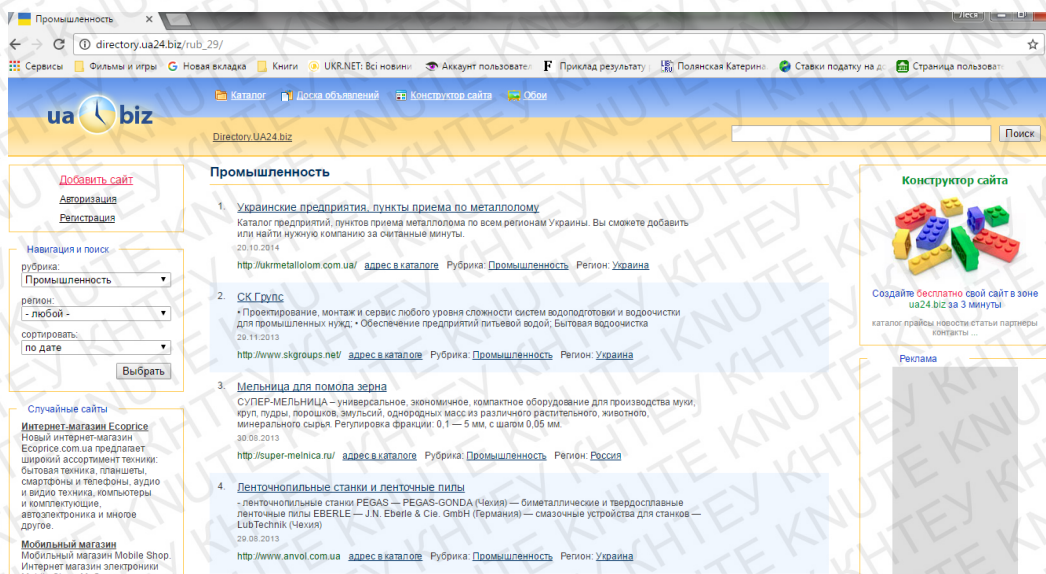 Промышленность
"Леся"
directory.ua24.biz/rub_29/
Сервисы Фильмы и игры Новая вкладка Книги UKR.NET: Всі новини Аккаунт пользовател Приклад результату Полянская Катерина Ставки податку на д Страница пользоват
Каталог Доска объявлений Конструктор сайта Обои
ua biz
Directory.UA24.biz
Поиск
Добавить сайт
Авторизация
Регистрация
Навигация и поиск
рубрика:
Промышленность
регион:
- любой -
сортировать:
по дате
Выбрать
Случайные сайты
Интернет-магазин Ecoprice
Новый интернет-магазин
Ecoprice.com.ua предлагает
широкий ассортимент техники:
бытовая техника, планшеты,
смартфоны и телефоны, аудио
и видио техника, компьютеры
и комплектующие,
автоэлектроника и многое
другое.
Мобильный магазин
Мобильный магазин Mobile Shop.
Интернет магазин электроники
Промышленность
1. Украинские предприятия, пункты приема по металлолому
Каталог предприятий, пунктов приема металлолома по всем регионам Украины. Вы сможете добавить
или найти нужную компанию за считанные минуты.
20.10.2014
http://ukrmetallolom.com.ua/ адрес в каталоге Рубрика: Промышленность Регион: Украина
2. СК Групс
• Проектирование, монтаж и сервис любого уровня сложности систем водоподготовки и водоочистки
для промышленных нужд; • Обеспечение предприятий питьевой водой; Бытовая водоочистка
29.11.2013
http://www.skgroups.net/ адрес в каталоге Рубрика: Промышленность Регион: Украина
3. Мельница для помола зерна
СУПЕР-МЕЛЬНИЦА – универсальное, экономичное, компактное оборудование для производства муки,
круп, пудры, порошков, эмульсий, однородных масс из различного растительного, животного,
минерального сырья. Регулировка фракции: 0,1 — 5 мм, с шагом 0,05 мм.
30.08.2013
http://super-melnica.ru/ адрес в каталоге Рубрика: Промышленность Регион: Россия
4. Ленточнопильные станки и ленточные пилы
- ленточнопильные станки PEGAS — PEGAS-GONDA (Чехия) — биметаллические и твердосплавные
ленточные пилы EBERLE — J.N. Eberle & Cie. GmbH (Германия) — смазочные устройства для станков —
LubTechnik (Чехия)
29.08.2013
http://www.anvol.com.ua адрес в каталоге Рубрика: Промышленность Регион: Украина
Конструктор сайта
Создайте бесплатно свой сайт в зоне
ua24.biz за 3 минуты
каталог прайсы новости статьи партнеры
контакты ...
Реклама